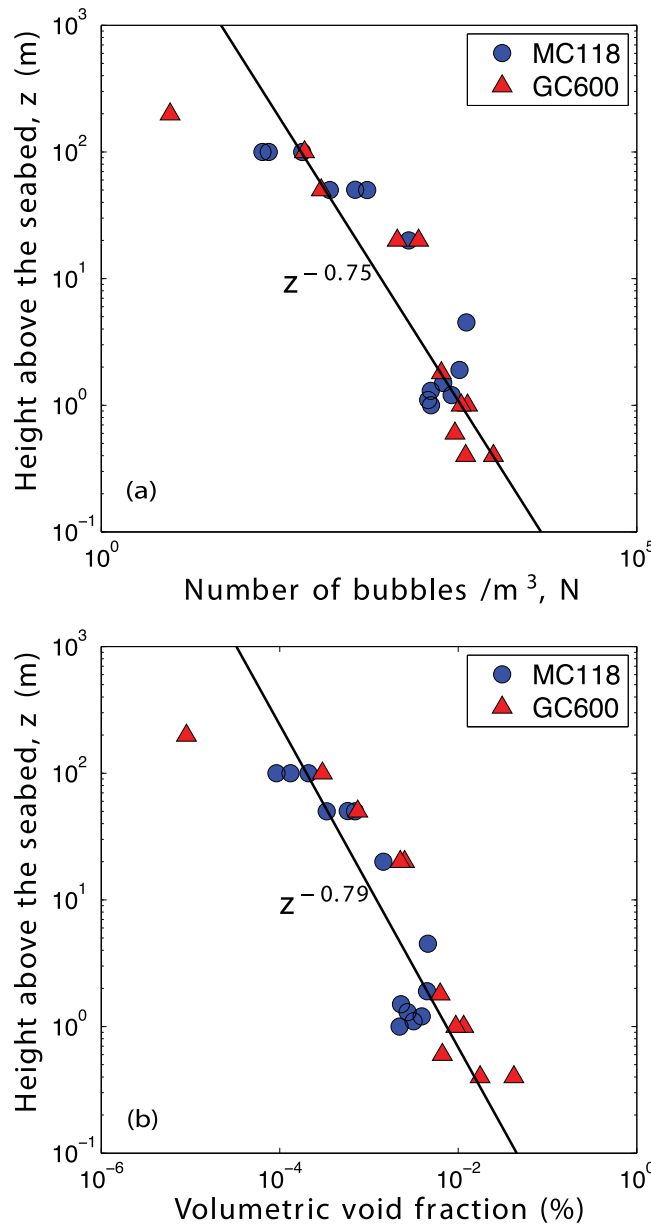 10³
MC118
GC600
10²
10¹
10⁰
10⁻¹
Height above the seabed, z (m)
z⁻⁰·⁷⁵
(a)
10⁰
10⁵
Number of bubbles /m³, N
10³
MC118
GC600
10²
10¹
10⁰
10⁻¹
Height above the seabed, z (m)
z⁻⁰·⁷⁹
(b)
10⁻⁶
10⁻⁴
10⁻²
10⁰
Volumetric void fraction (%)